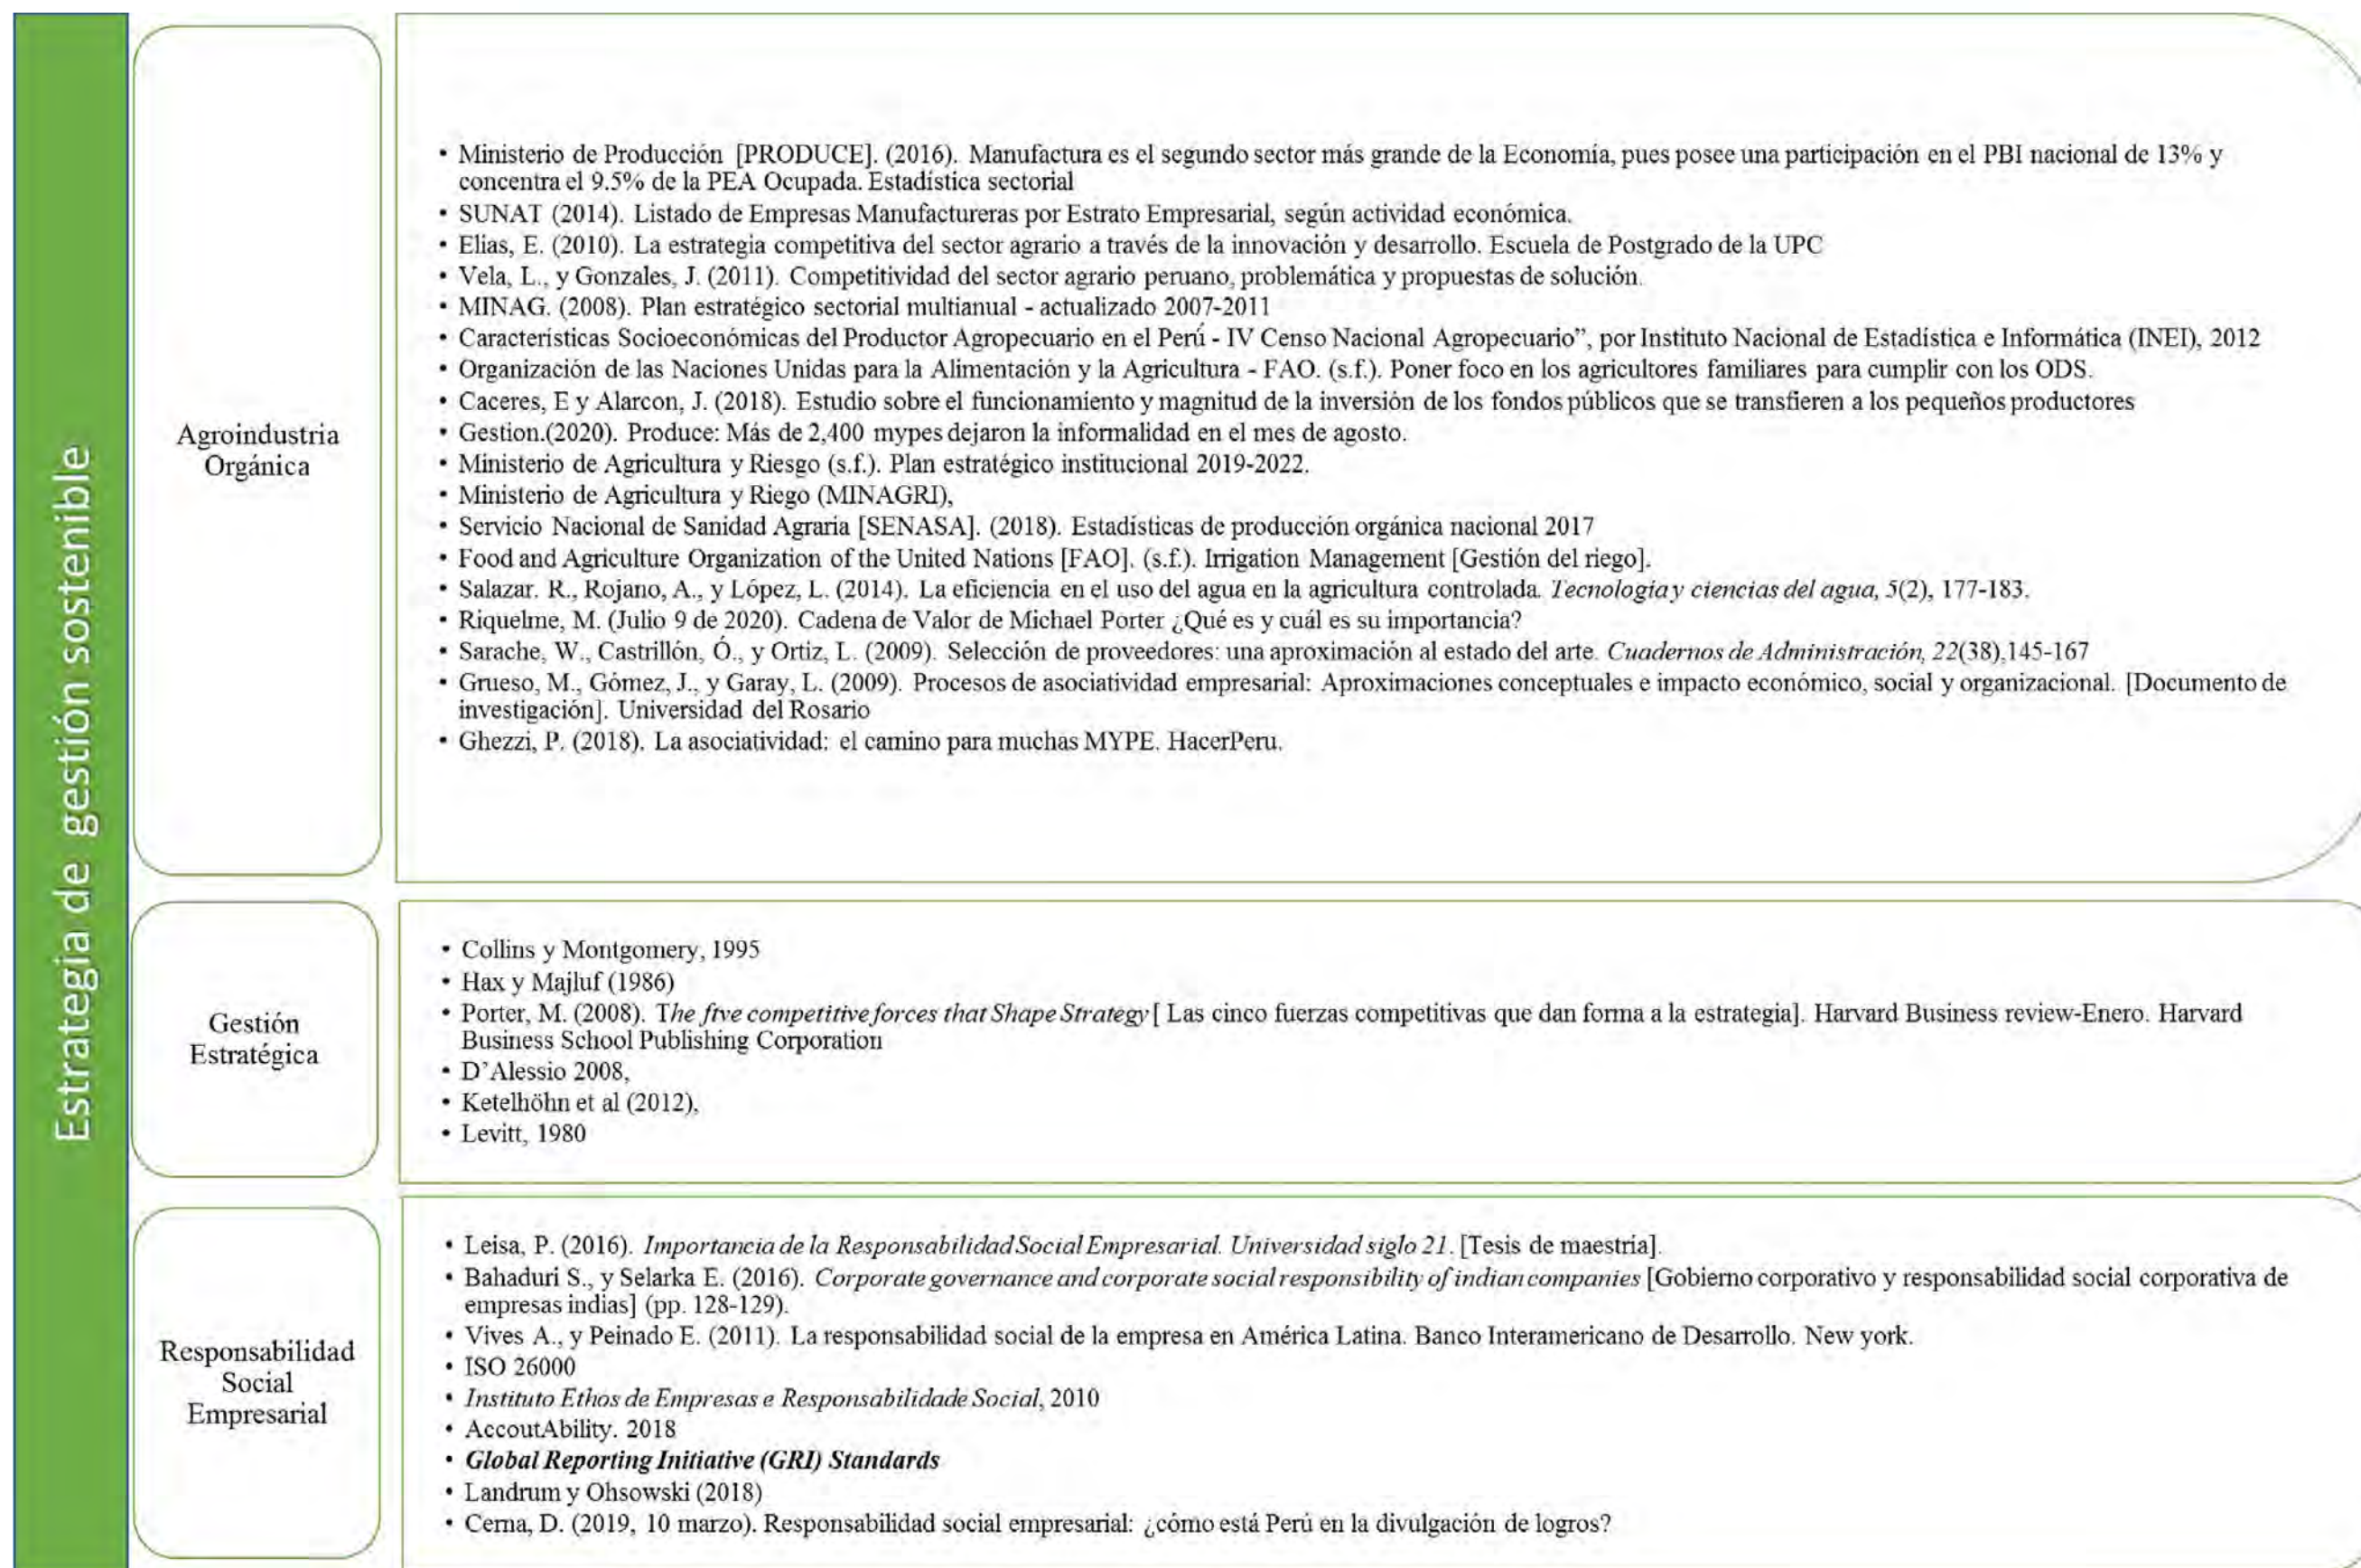 Estrategia de gestión sostenible
Agroindustria
Orgánica
• Ministerio de Producción [PRODUCE]. (2016). Manufactura es el segundo sector más grande de la Economía, pues posee una participación en el PBI nacional de 13% y
concentra el 9.5% de la PEA Ocupada. Estadística sectorial
• SUNAT (2014). Listado de Empresas Manufactureras por Estrato Empresarial, según actividad económica.
• Elias, E. (2010). La estrategia competitiva del sector agrario a través de la innovación y desarrollo. Escuela de Postgrado de la UPC
• Vela, L., y Gonzales, J. (2011). Competitividad del sector agrario peruano, problemática y propuestas de solución.
• MINAG. (2008). Plan estratégico sectorial multianual - actualizado 2007-2011
• Características Socioeconómicas del Productor Agropecuario en el Perú - IV Censo Nacional Agropecuario”, por Instituto Nacional de Estadística e Informática (INEI), 2012
• Organización de las Naciones Unidas para la Alimentación y la Agricultura - FAO. (s.f.). Poner foco en los agricultores familiares para cumplir con los ODS.
• Caceres, E y Alarcon, J. (2018). Estudio sobre el funcionamiento y magnitud de la inversión de los fondos públicos que se transfieren a los pequeños productores
• Gestion.(2020). Produce: Más de 2,400 mypes dejaron la informalidad en el mes de agosto.
• Ministerio de Agricultura y Riesgo (s.f.). Plan estratégico institucional 2019-2022.
• Ministerio de Agricultura y Riego (MINAGRI),
• Servicio Nacional de Sanidad Agraria [SENASA]. (2018). Estadísticas de producción orgánica nacional 2017
• Food and Agriculture Organization of the United Nations [FAO]. (s.f.). Irrigation Management [Gestión del riego].
• Salazar. R., Rojano, A., y López, L. (2014). La eficiencia en el uso del agua en la agricultura controlada. Tecnología y ciencias del agua, 5(2), 177-183.
• Riquelme, M. (Julio 9 de 2020). Cadena de Valor de Michael Porter ¿Qué es y cuál es su importancia?
• Sarache, W., Castrillón, Ó., y Ortiz, L. (2009). Selección de proveedores: una aproximación al estado del arte. Cuadernos de Administración, 22(38),145-167
• Grueso, M., Gómez, J., y Garay, L. (2009). Procesos de asociatividad empresarial: Aproximaciones conceptuales e impacto económico, social y organizacional. [Documento de
investigación]. Universidad del Rosario
• Ghezzi, P. (2018). La asociatividad: el camino para muchas MYPE. HacerPeru.
Gestión
Estratégica
• Collins y Montgomery, 1995
• Hax y Majluf (1986)
• Porter, M. (2008). The five competitive forces that Shape Strategy [ Las cinco fuerzas competitivas que dan forma a la estrategia]. Harvard Business review-Enero. Harvard
Business School Publishing Corporation
• D’Alessio 2008,
• Ketelhöhn et al (2012),
• Levitt, 1980
Responsabilidad
Social
Empresarial
• Leisa, P. (2016). Importancia de la Responsabilidad Social Empresarial. Universidad siglo 21. [Tesis de maestría].
• Bahaduri S., y Selarka E. (2016). Corporate governance and corporate social responsibility of indian companies [Gobierno corporativo y responsabilidad social corporativa de
empresas indias] (pp. 128-129).
• Vives A., y Peinado E. (2011). La responsabilidad social de la empresa en América Latina. Banco Interamericano de Desarrollo. New york.
• ISO 26000
• Instituto Ethos de Empresas e Responsabilidade Social, 2010
• AccoutAbility. 2018
• Global Reporting Initiative (GRI) Standards
• Landrum y Ohsowski (2018)
• Cerna, D. (2019, 10 marzo). Responsabilidad social empresarial: ¿cómo está Perú en la divulgación de logros?